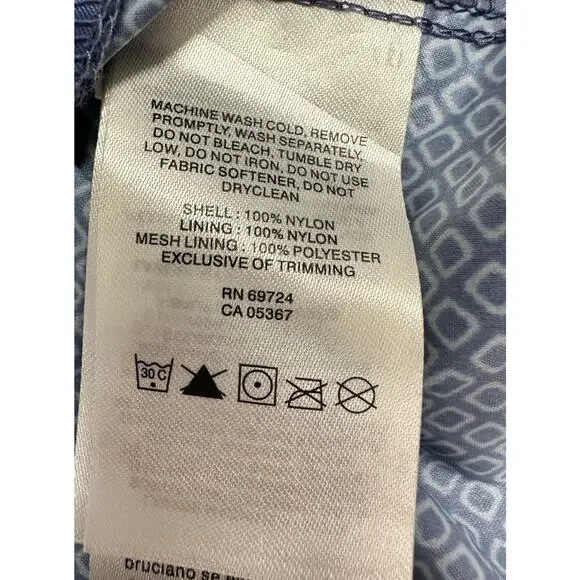 MACHINE WASH COLD, REMOVE
PROMPTLY, WASH SEPARATELY,
DO NOT BLEACH, TUMBLE DRY
LOW, DO NOT IRON, DO NOT USE
FABRIC SOFTENER, DO NOT
DRYCLEAN
SHELL : 100% NYLON
LINING : 100% NYLON
MESH LINING : 100% POLYESTER
EXCLUSIVE OF TRIMMING
RN 69724
CA 05367
30 C
bruciano se